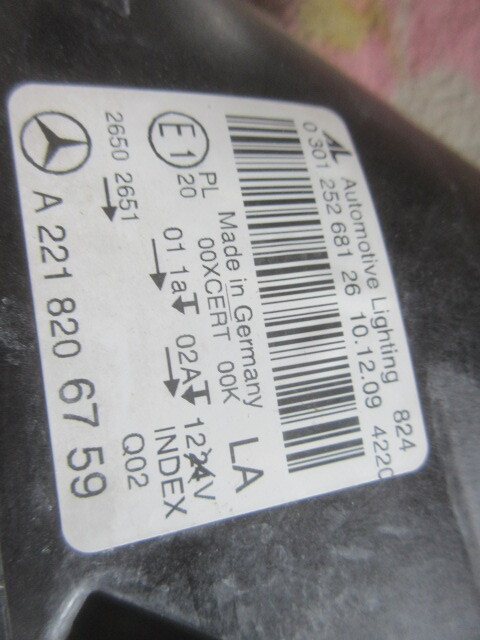 AL Automotive Lighting 824
0 301 252 681 26 10.12.09 4220
Made in Germany LA
PL 00XCERT 00K
E1 20 01 1a 02A 1224V
INDEX
2650 2651 Q02
A 221 820 67 59